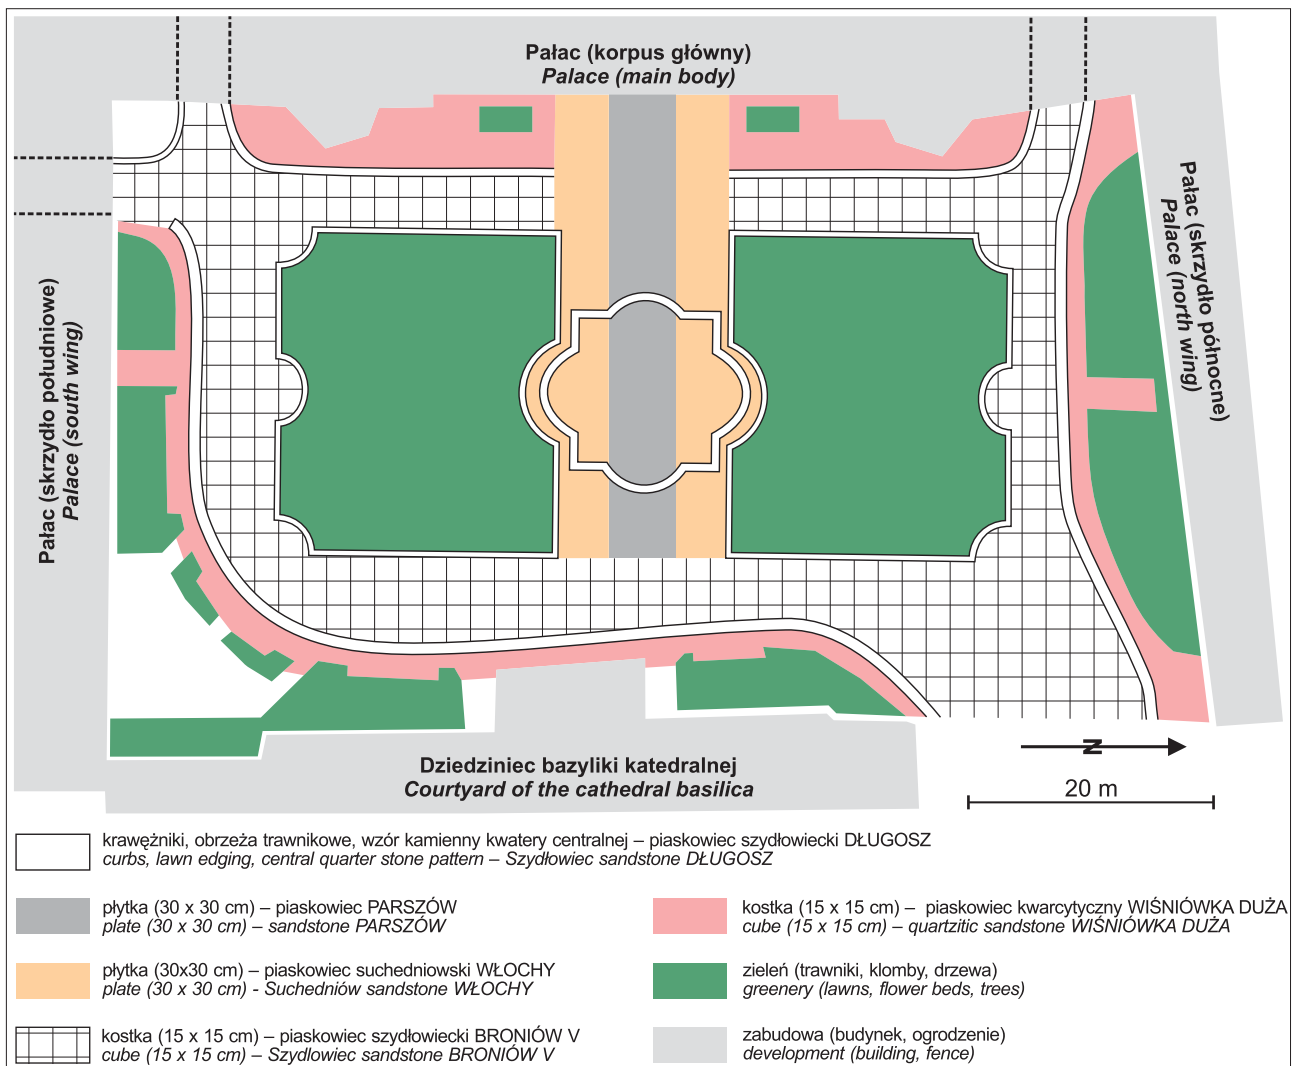 Pałac (korpus główny)
Palace (main body)
Pałac (skrzydło południowe)
Palace (south wing)
Pałac (skrzydło północne)
Palace (north wing)
Dziedziniec bazyliki katedralnej
Courtyard of the cathedral basilica
N
20 m
krawężniki, obrzeża trawnikowe, wzór kamienny kwatery centralnej – piaskowiec szydłowiecki DŁUGOSZ
curbs, lawn edging, central quarter stone pattern – Szydłowiec sandstone DŁUGOSZ
płytka (30 x 30 cm) – piaskowiec PARSZÓW
plate (30 x 30 cm) – sandstone PARSZÓW
płytka (30x30 cm) – piaskowiec suchedniowski WŁOCHY
plate (30 x 30 cm) - Suchedniów sandstone WŁOCHY
kostka (15 x 15 cm) – piaskowiec szydłowiecki BRONIÓW V
cube (15 x 15 cm) – Szydlowiec sandstone BRONIÓW V
kostka (15 x 15 cm) – piaskowiec kwarcytyczny WIŚNIÓWKA DUŻA
cube (15 x 15 cm) – quartzitic sandstone WIŚNIÓWKA DUŻA
zieleń (trawniki, klomby, drzewa)
greenery (lawns, flower beds, trees)
zabudowa (budynek, ogrodzenie)
development (building, fence)